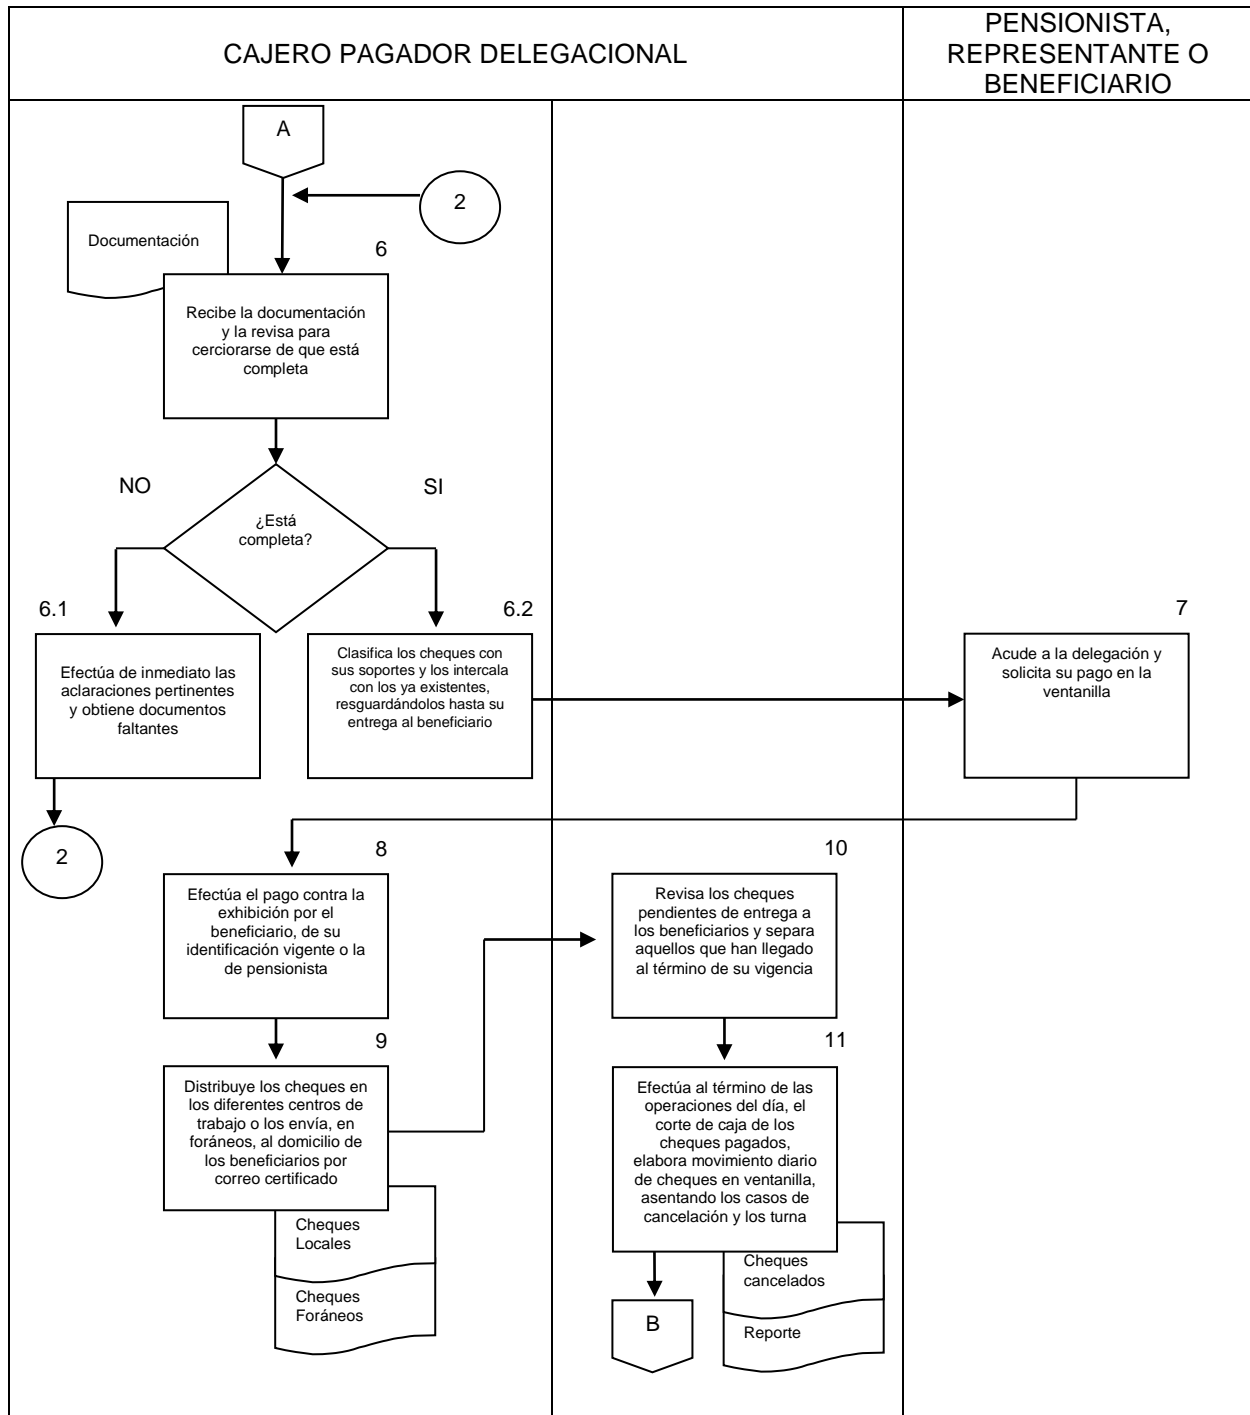 CAJERO PAGADOR DELEGACIONAL
PENSIONISTA,
REPRESENTANTE O
BENEFICIARIO
A
2
Documentación
6
Recibe la documentación
y la revisa para
cerciorarse de que está
completa
NO
SI
¿Está
completa?
6.1
Efectúa de inmediato las
aclaraciones pertinentes
y obtiene documentos
faltantes
6.2
Clasifica los cheques con
sus soportes y los intercala
con los ya existentes,
resguardándolos hasta su
entrega al beneficiario
7
Acude a la delegación y
solicita su pago en la
ventanilla
2
8
Efectúa el pago contra la
exhibición por el
beneficiario, de su
identificación vigente o la
de pensionista
9
Distribuye los cheques en
los diferentes centros de
trabajo o los envía, en
foráneos, al domicilio de
los beneficiarios por
correo certificado
Cheques
Locales
Cheques
Foráneos
10
Revisa los cheques
pendientes de entrega a
los beneficiarios y separa
aquellos que han llegado
al término de su vigencia
11
Efectúa al término de las
operaciones del día, el
corte de caja de los
cheques pagados,
elabora movimiento diario
de cheques en ventanilla,
asentando los casos de
cancelación y los turna
Cheques
cancelados
Reporte
B